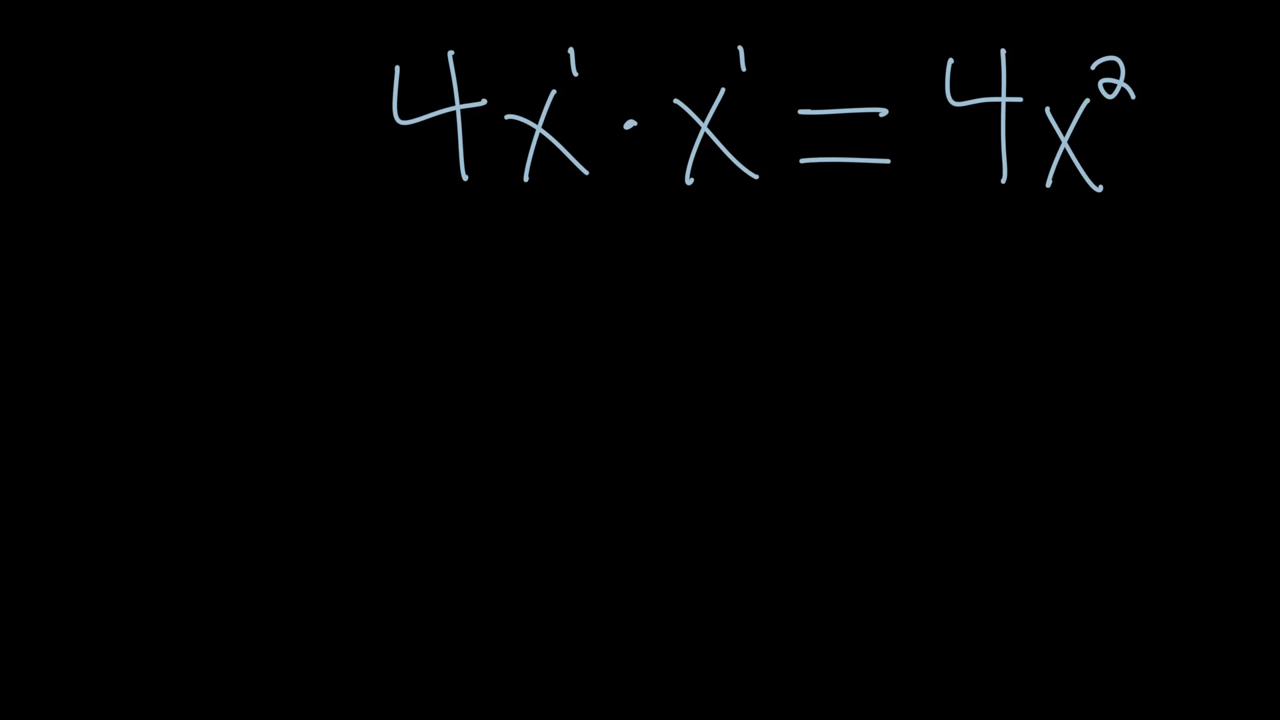 4x¹ · x¹ = 4x²